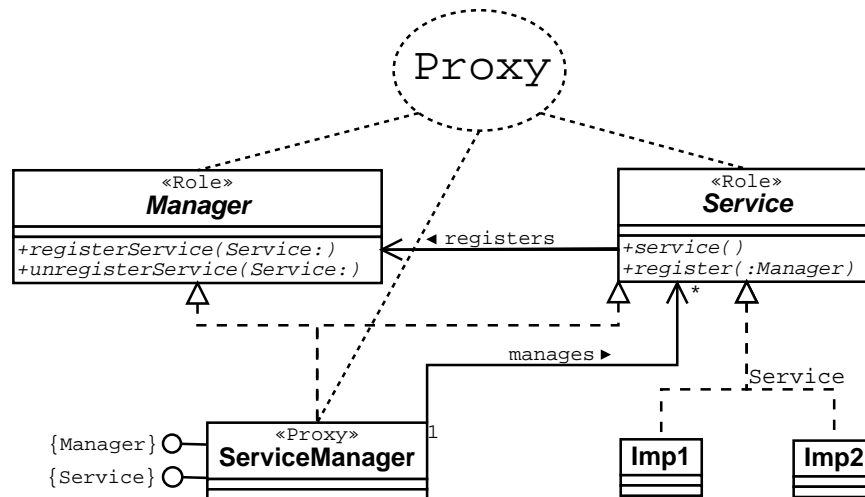 Proxy
«Role»
Manager
+registerService(Service:)
+unregisterService(Service:)
◄ registers
«Role»
Service
+service()
+register(:Manager)
*
manages ►
Service
1
{Manager}
{Service}
«Proxy»
ServiceManager
Imp1
Imp2